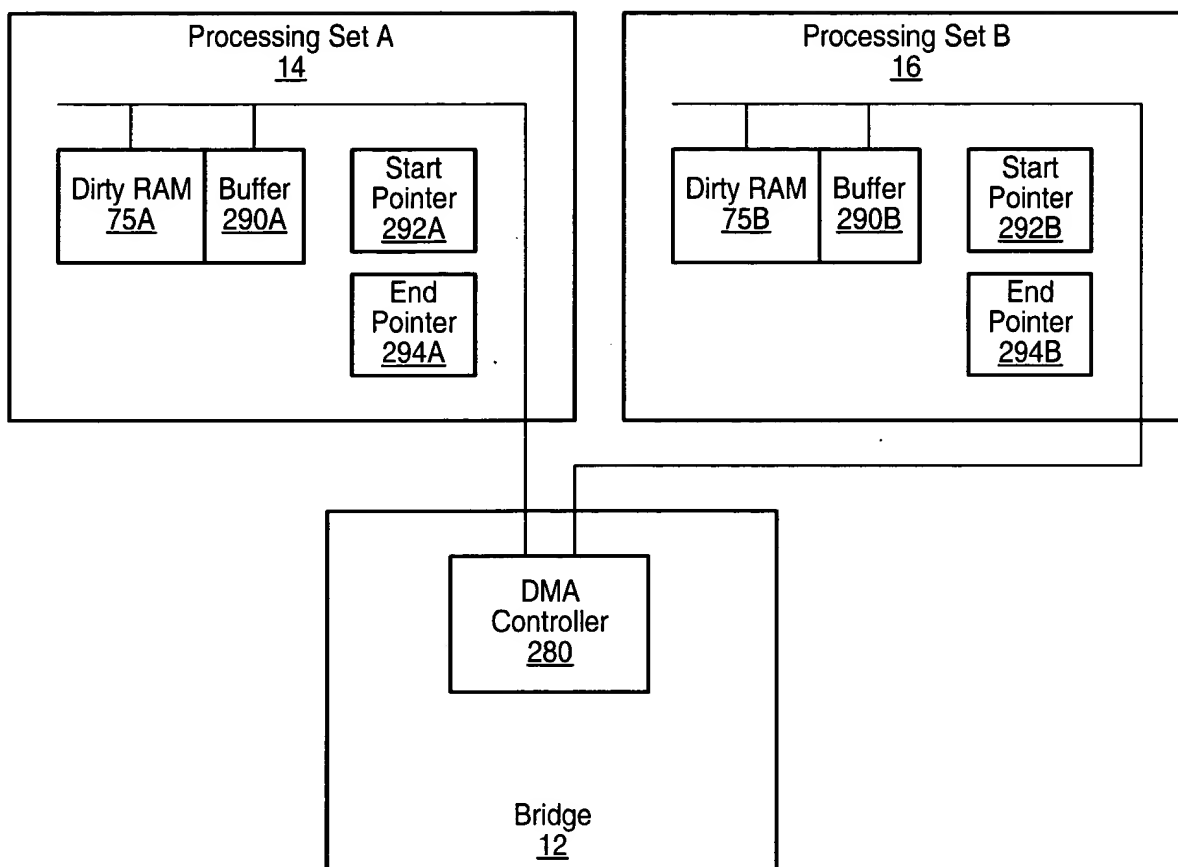 Processing Set A
14
Dirty RAM
75A
Buffer
290A
Start
Pointer
292A
End
Pointer
294A
Processing Set B
16
Dirty RAM
75B
Buffer
290B
Start
Pointer
292B
End
Pointer
294B
DMA
Controller
280
Bridge
12